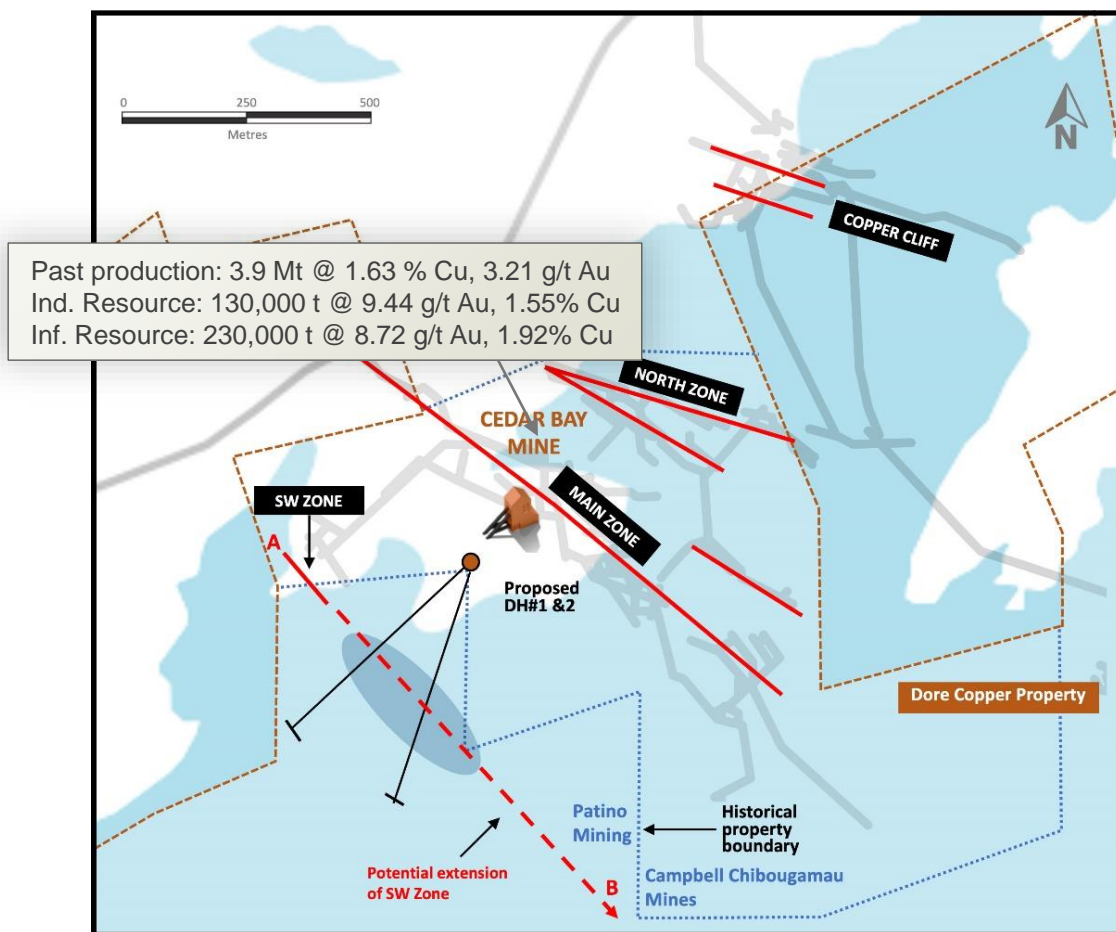 0 250 500
Metres
N
COPPER CLIFF
Past production: 3.9 Mt @ 1.63 % Cu, 3.21 g/t Au
Ind. Resource: 130,000 t @ 9.44 g/t Au, 1.55% Cu
Inf. Resource: 230,000 t @ 8.72 g/t Au, 1.92% Cu
NORTH ZONE
CEDAR BAY
MINE
SW ZONE
MAIN ZONE
A
Proposed
DH#1 &2
Dore Copper Property
Patino
Mining
Historical
property
boundary
Potential extension
of SW Zone
B
Campbell Chibougamau
Mines